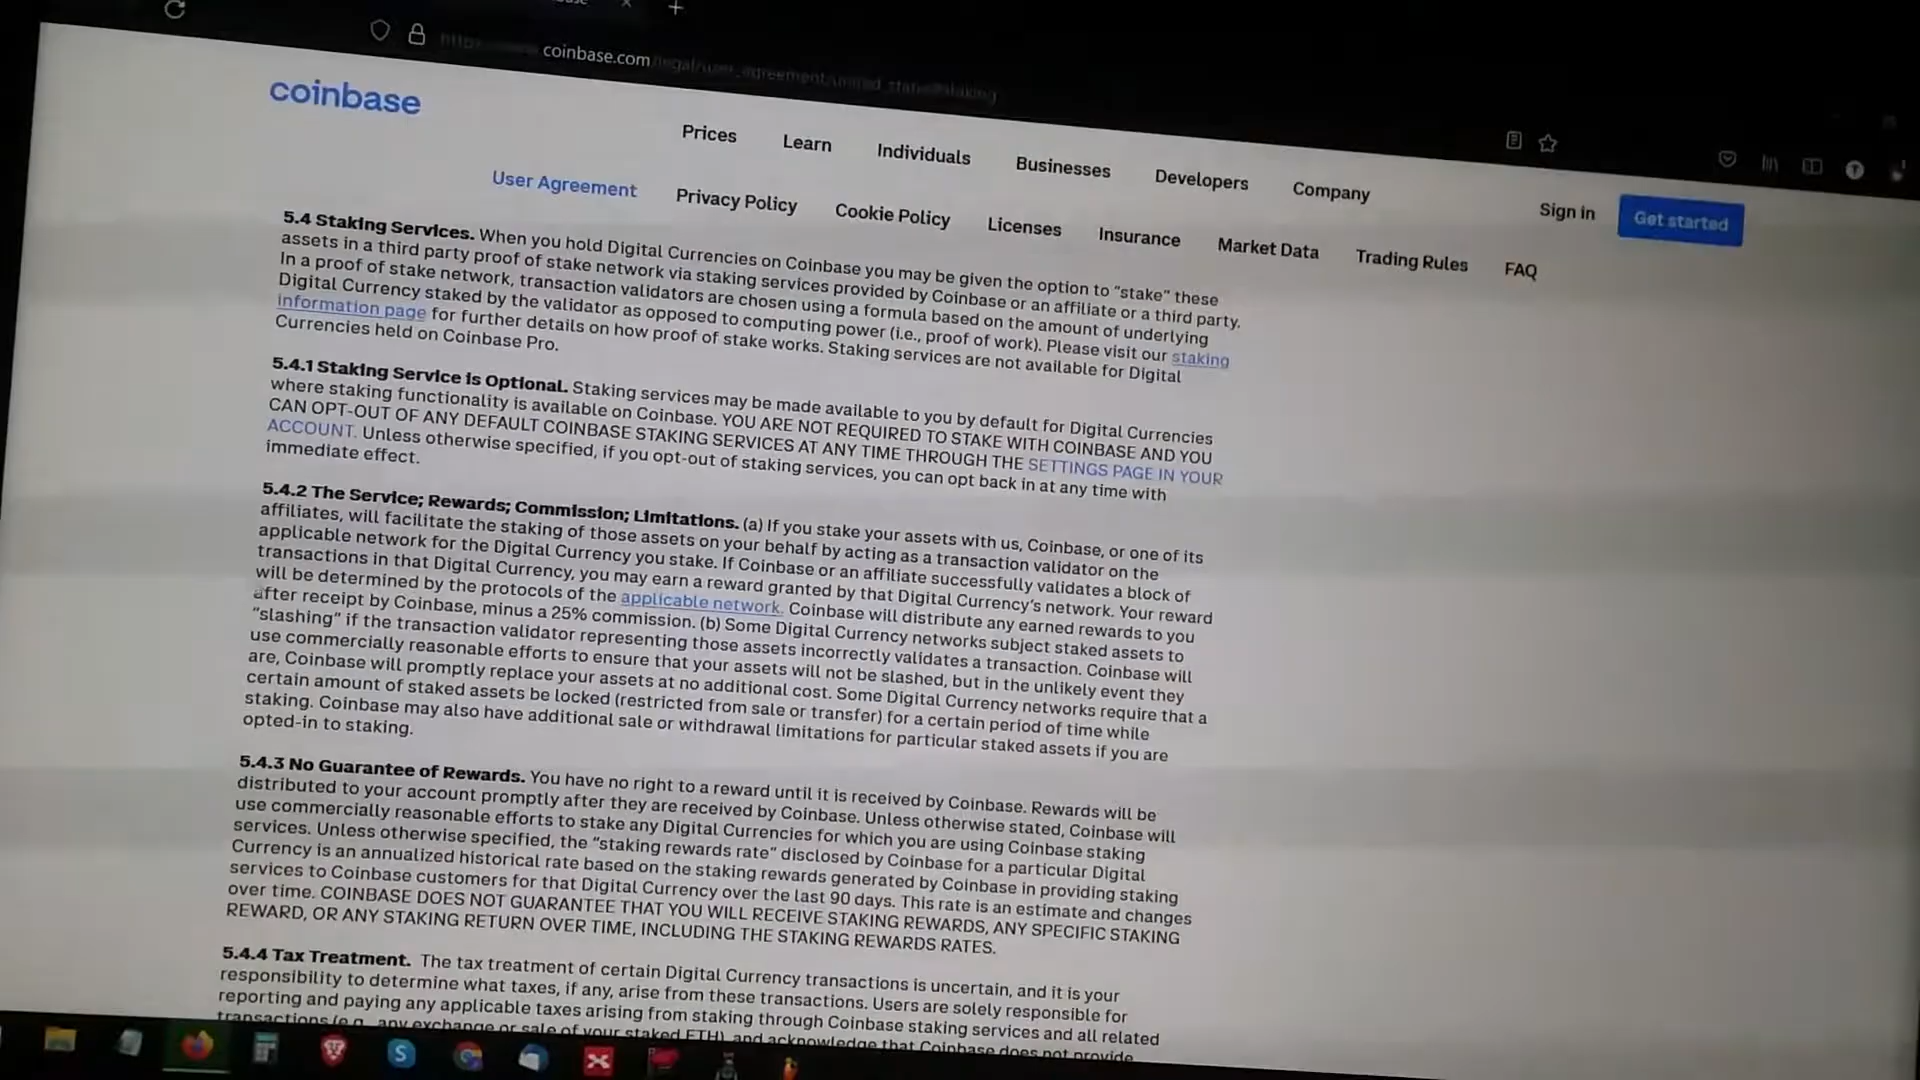 coinbase.com/legal/user_agreement/united_states#staking
coinbase
Prices Learn Individuals Businesses Developers Company
Sign in Get started
User Agreement Privacy Policy Cookie Policy Licenses Insurance Market Data Trading Rules FAQ
5.4 Staking Services. When you hold Digital Currencies on Coinbase you may be given the option to “stake” these
assets in a third party proof of stake network via staking services provided by Coinbase or an affiliate or a third party.
In a proof of stake network, transaction validators are chosen using a formula based on the amount of underlying
Digital Currency staked by the validator as opposed to computing power (i.e., proof of work). Please visit our staking
information page for further details on how proof of stake works. Staking services are not available for Digital
Currencies held on Coinbase Pro.
5.4.1 Staking Service is Optional. Staking services may be made available to you by default for Digital Currencies
where staking functionality is available on Coinbase. YOU ARE NOT REQUIRED TO STAKE WITH COINBASE AND YOU
CAN OPT-OUT OF ANY DEFAULT COINBASE STAKING SERVICES AT ANY TIME THROUGH THE SETTINGS PAGE IN YOUR
ACCOUNT. Unless otherwise specified, if you opt-out of staking services, you can opt back in at any time with
immediate effect.
5.4.2 The Service; Rewards; Commission; Limitations. (a) If you stake your assets with us, Coinbase, or one of its
affiliates, will facilitate the staking of those assets on your behalf by acting as a transaction validator on the
applicable network for the Digital Currency you stake. If Coinbase or an affiliate successfully validates a block of
transactions in that Digital Currency, you may earn a reward granted by that Digital Currency’s network. Your reward
will be determined by the protocols of the applicable network. Coinbase will distribute any earned rewards to you
after receipt by Coinbase, minus a 25% commission. (b) Some Digital Currency networks subject staked assets to
“slashing” if the transaction validator representing those assets incorrectly validates a transaction. Coinbase will
use commercially reasonable efforts to ensure that your assets will not be slashed, but in the unlikely event they
are, Coinbase will promptly replace your assets at no additional cost. Some Digital Currency networks require that a
certain amount of staked assets be locked (restricted from sale or transfer) for a certain period of time while
staking. Coinbase may also have additional sale or withdrawal limitations for particular staked assets if you are
opted-in to staking.
5.4.3 No Guarantee of Rewards. You have no right to a reward until it is received by Coinbase. Rewards will be
distributed to your account promptly after they are received by Coinbase. Unless otherwise stated, Coinbase will
use commercially reasonable efforts to stake any Digital Currencies for which you are using Coinbase staking
services. Unless otherwise specified, the “staking rewards rate” disclosed by Coinbase for a particular Digital
Currency is an annualized historical rate based on the staking rewards generated by Coinbase in providing staking
services to Coinbase customers for that Digital Currency over the last 90 days. This rate is an estimate and changes
over time. COINBASE DOES NOT GUARANTEE THAT YOU WILL RECEIVE STAKING REWARDS, ANY SPECIFIC STAKING
REWARD, OR ANY STAKING RETURN OVER TIME, INCLUDING THE STAKING REWARDS RATES.
5.4.4 Tax Treatment. The tax treatment of certain Digital Currency transactions is uncertain, and it is your
responsibility to determine what taxes, if any, arise from these transactions. Users are solely responsible for
reporting and paying any applicable taxes arising from staking through Coinbase staking services and all related
transactions (e.g., any exchange or sale of your staked ETH), and acknowledge that Coinbase does not provide